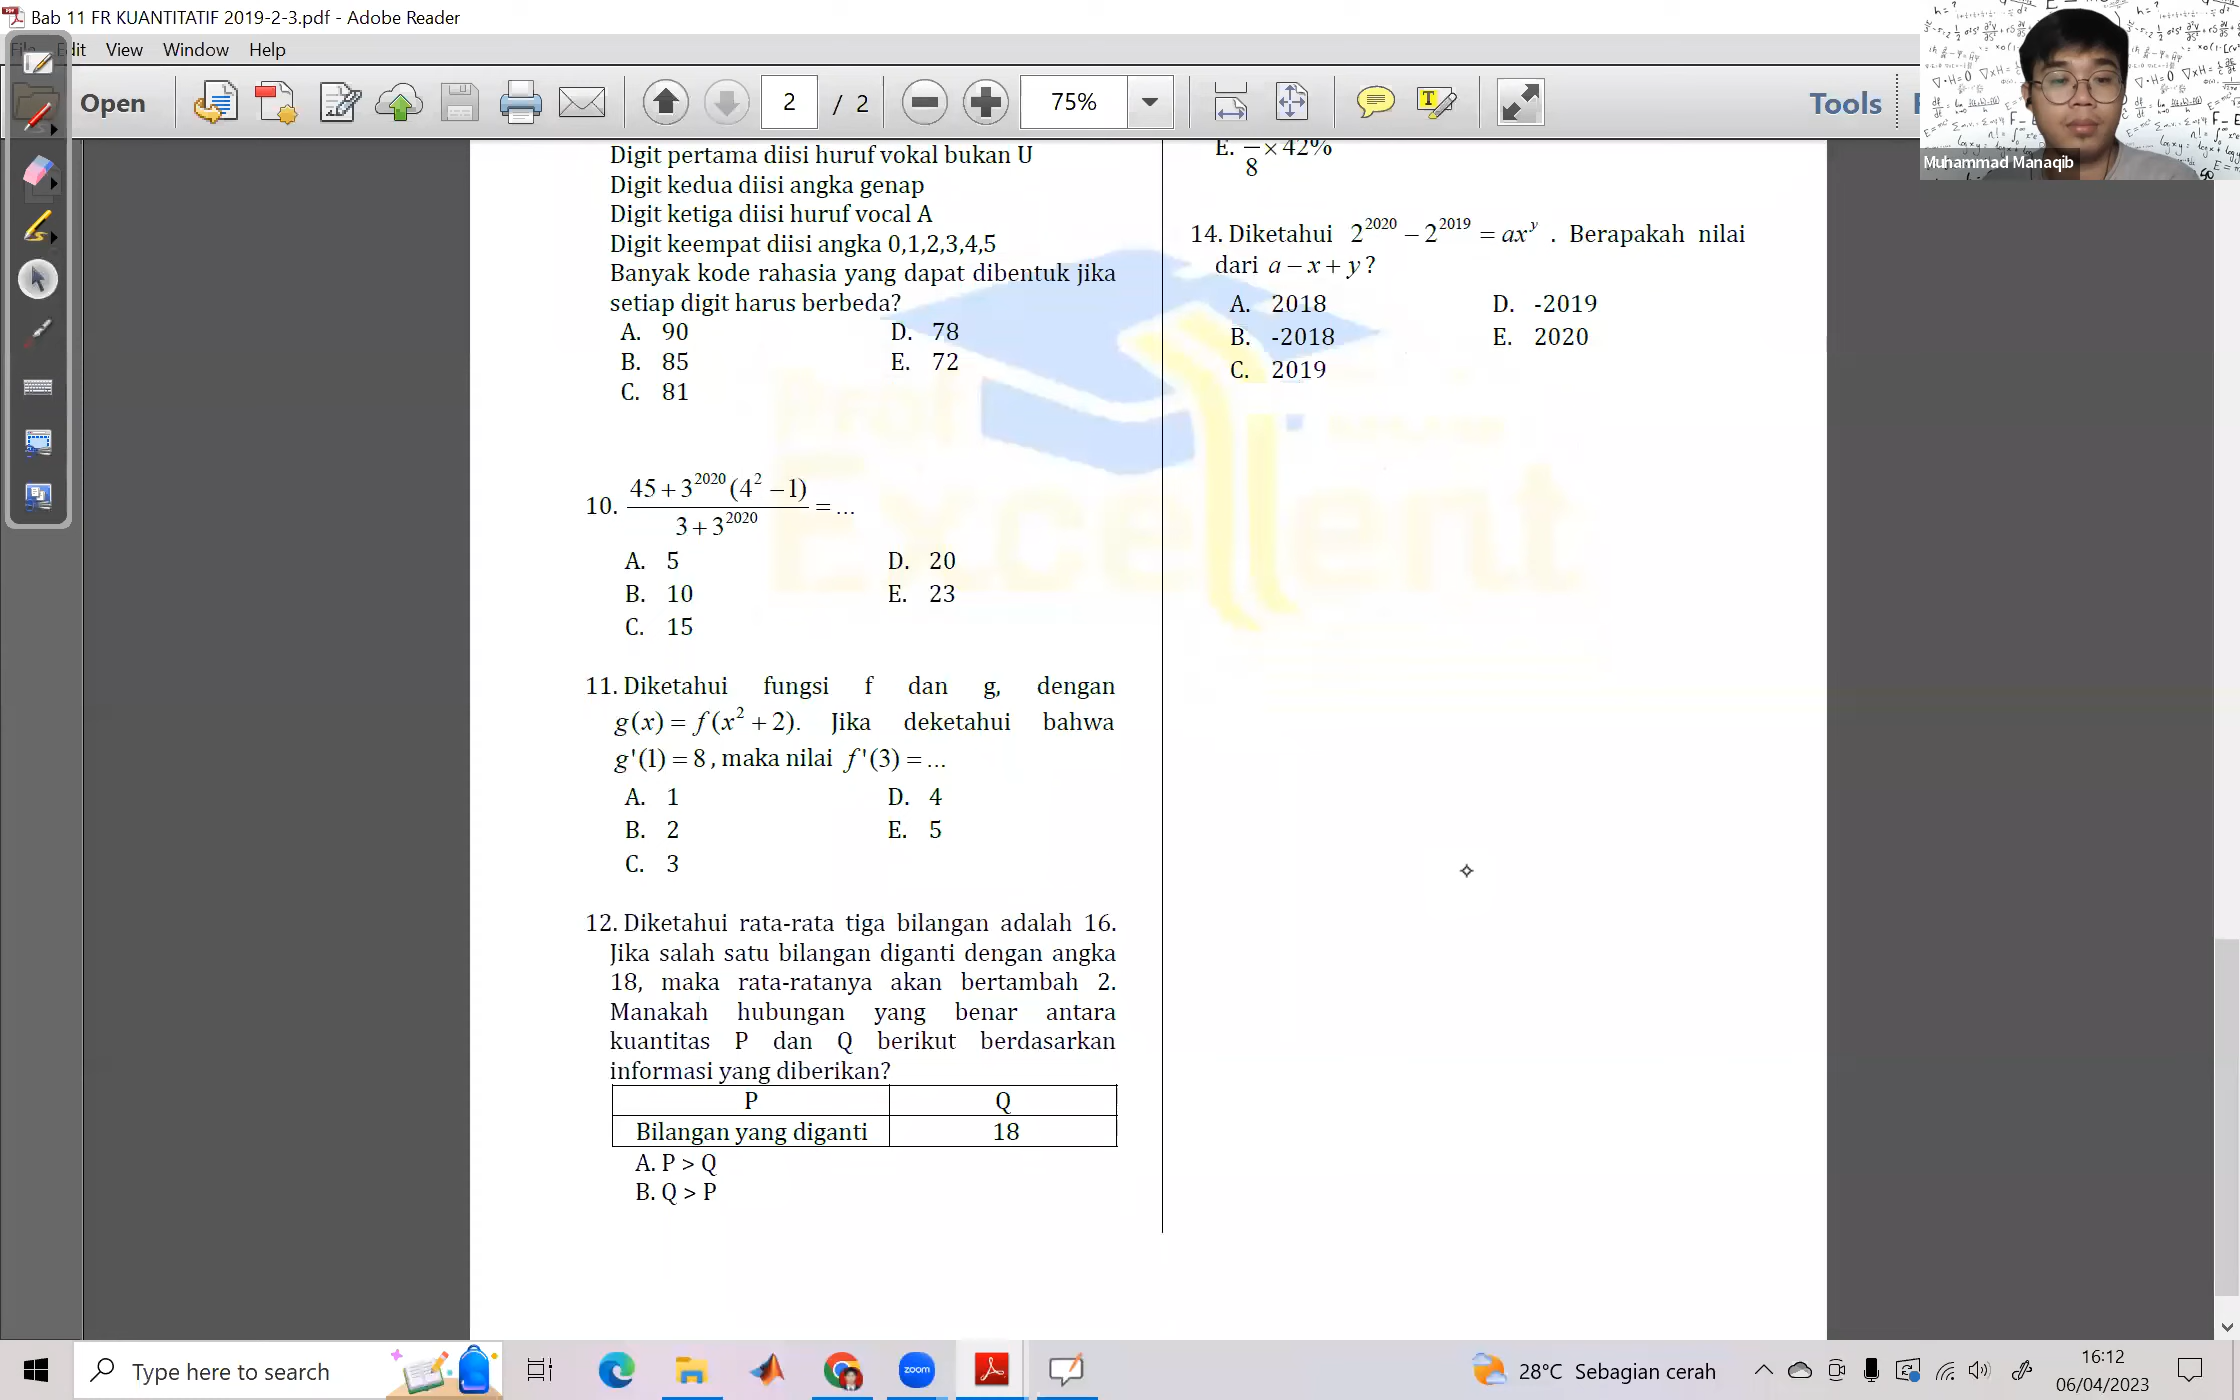 Bab 11 FR KUANTITATIF 2019-2-3.pdf - Adobe Reader
File Edit View Window Help
Open
2 / 2
75%
Tools
Muhammad Manaqib
Digit pertama diisi huruf vokal bukan U
Digit kedua diisi angka genap
Digit ketiga diisi huruf vocal A
Digit keempat diisi angka 0,1,2,3,4,5
Banyak kode rahasia yang dapat dibentuk jika
setiap digit harus berbeda?
A. 90 D. 78
B. 85 E. 72
C. 81
10. (45 + 3^2020 (4^2 − 1)) / (3 + 3^2020) = ...
A. 5 D. 20
B. 10 E. 23
C. 15
11. Diketahui fungsi f dan g, dengan
g(x) = f(x² + 2). Jika deketahui bahwa
g'(1) = 8, maka nilai f'(3) = ...
A. 1 D. 4
B. 2 E. 5
C. 3
12. Diketahui rata-rata tiga bilangan adalah 16.
Jika salah satu bilangan diganti dengan angka
18, maka rata-ratanya akan bertambah 2.
Manakah hubungan yang benar antara
kuantitas P dan Q berikut berdasarkan
informasi yang diberikan?
P Q
Bilangan yang diganti 18
A. P > Q
B. Q > P
E. /8 × 42%
14. Diketahui 2^2020 − 2^2019 = ax^y . Berapakah nilai
dari a − x + y?
A. 2018 D. -2019
B. -2018 E. 2020
C. 2019
Prof
Excellent
Type here to search
zoom
28°C Sebagian cerah
16:12
06/04/2023